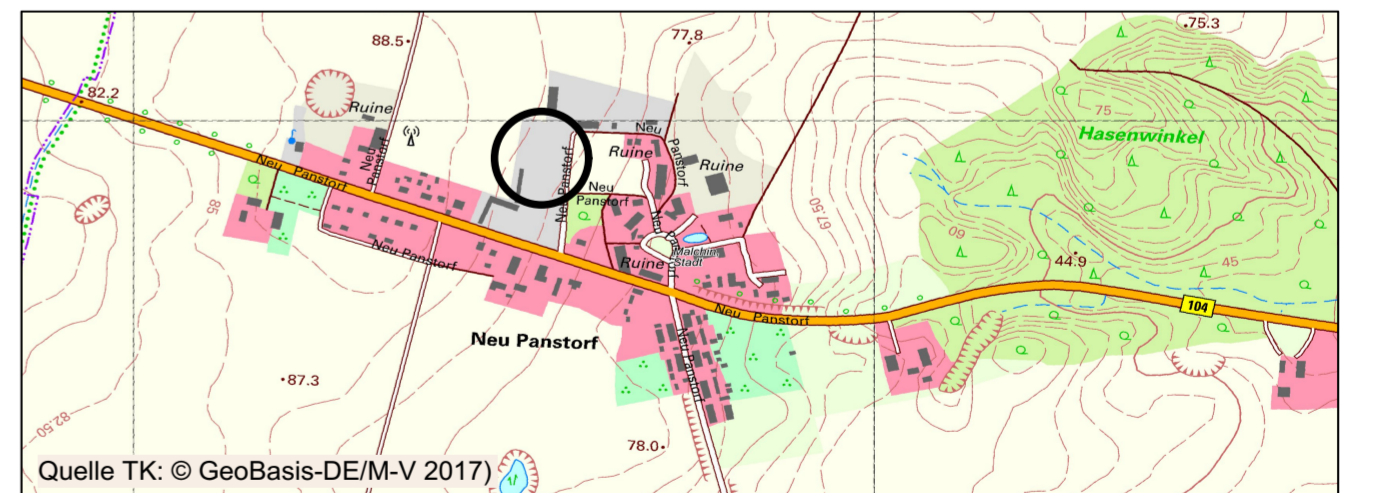 88.5
77.8
75.3
82.2
Ruine
Neu Panstorf
Neu Panstorf
Neu
Panstorf
Neu Panstorf
Ruine
Ruine
Neu
Panstorf
75
Hasenwinkel
85
67.50
60
45
44.9
Neu Panstorf
Neu Panstorf
Malchin-
Stadt
Ruine
Neu Panstorf
104
Neu Panstorf
Neu Panstorf
87.3
82.50
78.0
Quelle TK: © GeoBasis-DE/M-V 2017)